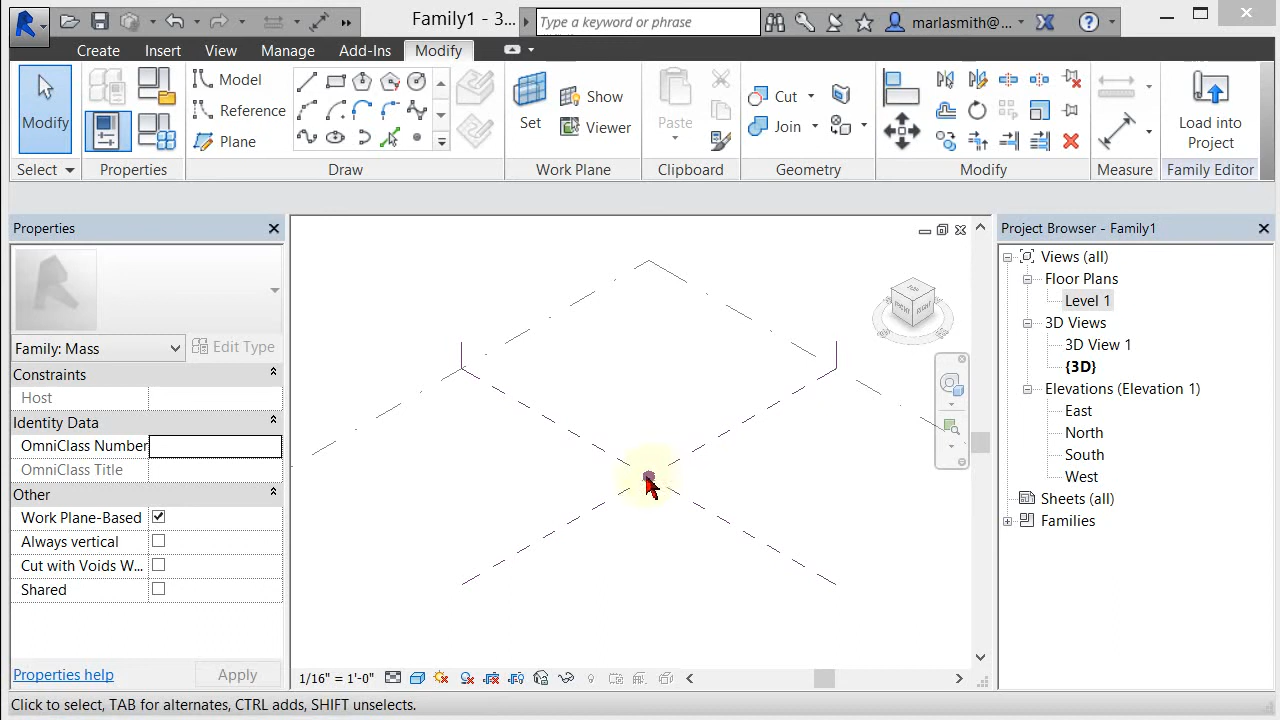 Family1 - 3...
Type a keyword or phrase
marlasmith@...
Create Insert View Manage Add-Ins Modify
Modify
Select
Properties
Model
Reference
Plane
Draw
Set
Show
Viewer
Work Plane
Paste
Clipboard
Cut
Join
Geometry
Modify
Measure
Load into
Project
Family Editor
Properties
Family: Mass
Edit Type
Constraints
Host
Identity Data
OmniClass Number
OmniClass Title
Other
Work Plane-Based
Always vertical
Cut with Voids W...
Shared
Properties help
Apply
1/16" = 1'-0"
Project Browser - Family1
Views (all)
Floor Plans
Level 1
3D Views
3D View 1
{3D}
Elevations (Elevation 1)
East
North
South
West
Sheets (all)
Families
Click to select, TAB for alternates, CTRL adds, SHIFT unselects.